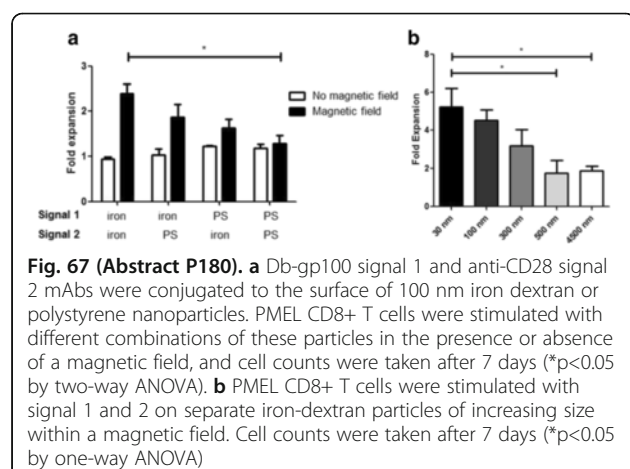 a
*
3
2
1
0
Fold expansion
No magnetic field
Magnetic field
Signal 1 iron iron PS PS
Signal 2 iron PS iron PS
b
*
*
8
6
4
2
0
Fold Expansion
30 nm
100 nm
300 nm
500 nm
4500 nm
Fig. 67 (Abstract P180). a Db-gp100 signal 1 and anti-CD28 signal
2 mAbs were conjugated to the surface of 100 nm iron dextran or
polystyrene nanoparticles. PMEL CD8+ T cells were stimulated with
different combinations of these particles in the presence or absence
of a magnetic field, and cell counts were taken after 7 days (*p<0.05
by two-way ANOVA). b PMEL CD8+ T cells were stimulated with
signal 1 and 2 on separate iron-dextran particles of increasing size
within a magnetic field. Cell counts were taken after 7 days (*p<0.05
by one-way ANOVA)